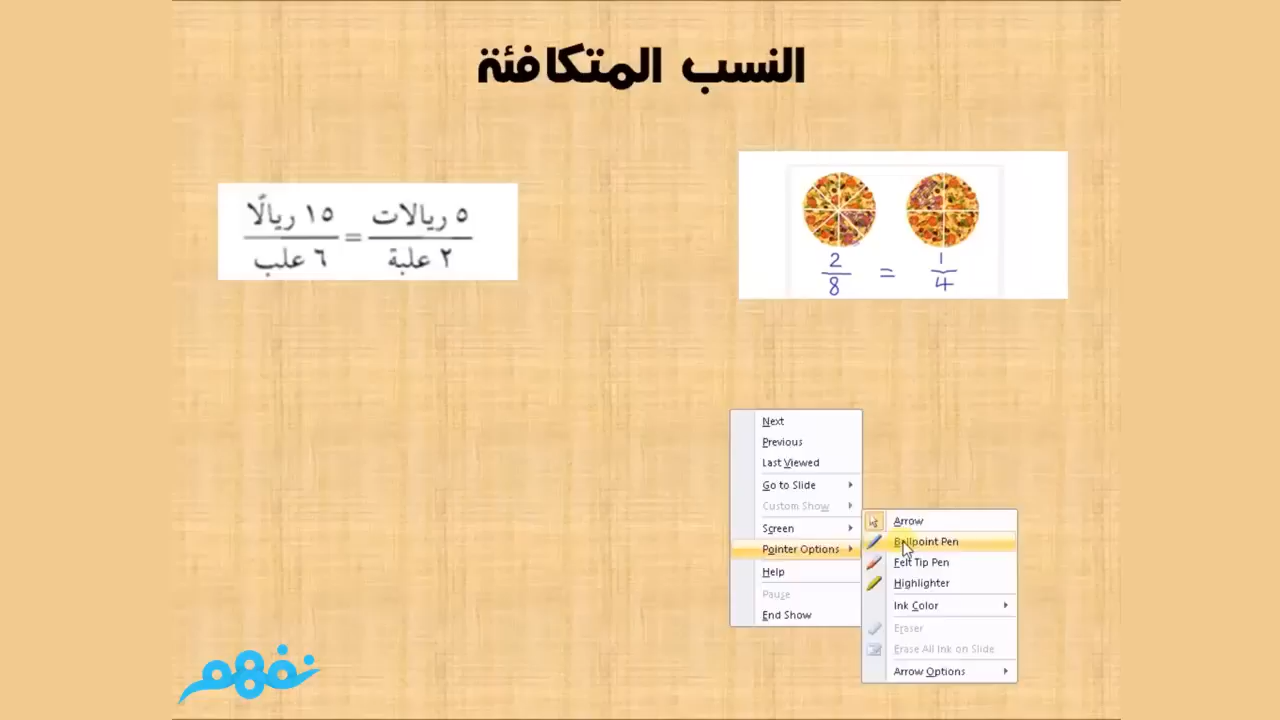 النسب المتكافئة
٥ ريالات = ١٥ ريالًا
٢ علبة ٦ علب
2/8 = 1/4
Next
Previous
Last Viewed
Go to Slide
Custom Show
Screen
Pointer Options
Help
Pause
End Show
Arrow
Ballpoint Pen
Felt Tip Pen
Highlighter
Ink Color
Eraser
Erase All Ink on Slide
Arrow Options
نفهم